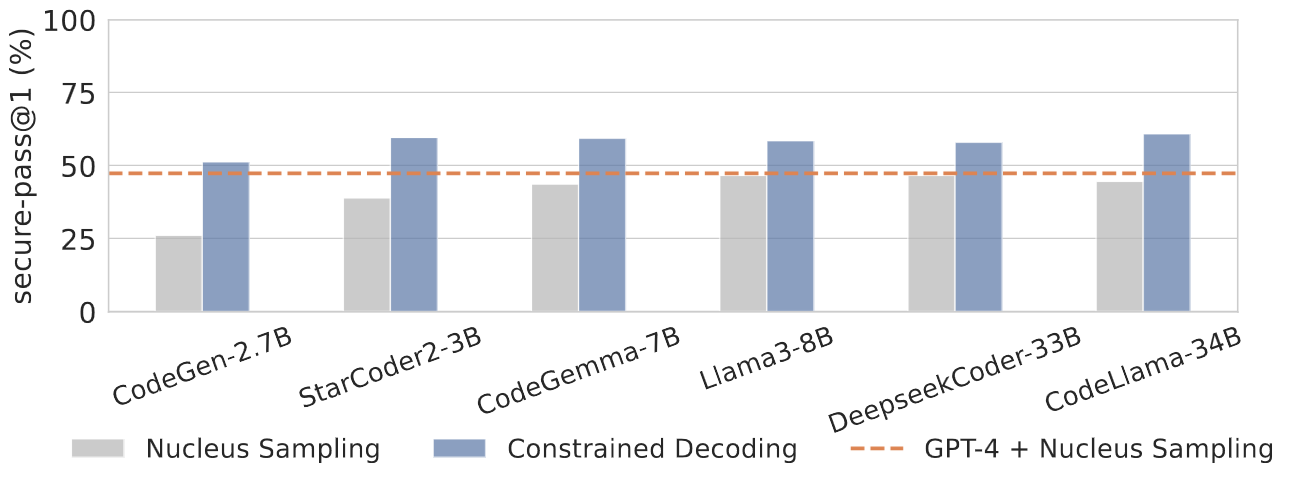 secure-pass@1 (%)
100
75
50
25
0
CodeGen-2.7B
StarCoder2-3B
CodeGemma-7B
Llama3-8B
DeepseekCoder-33B
CodeLlama-34B
Nucleus Sampling
Constrained Decoding
GPT-4 + Nucleus Sampling